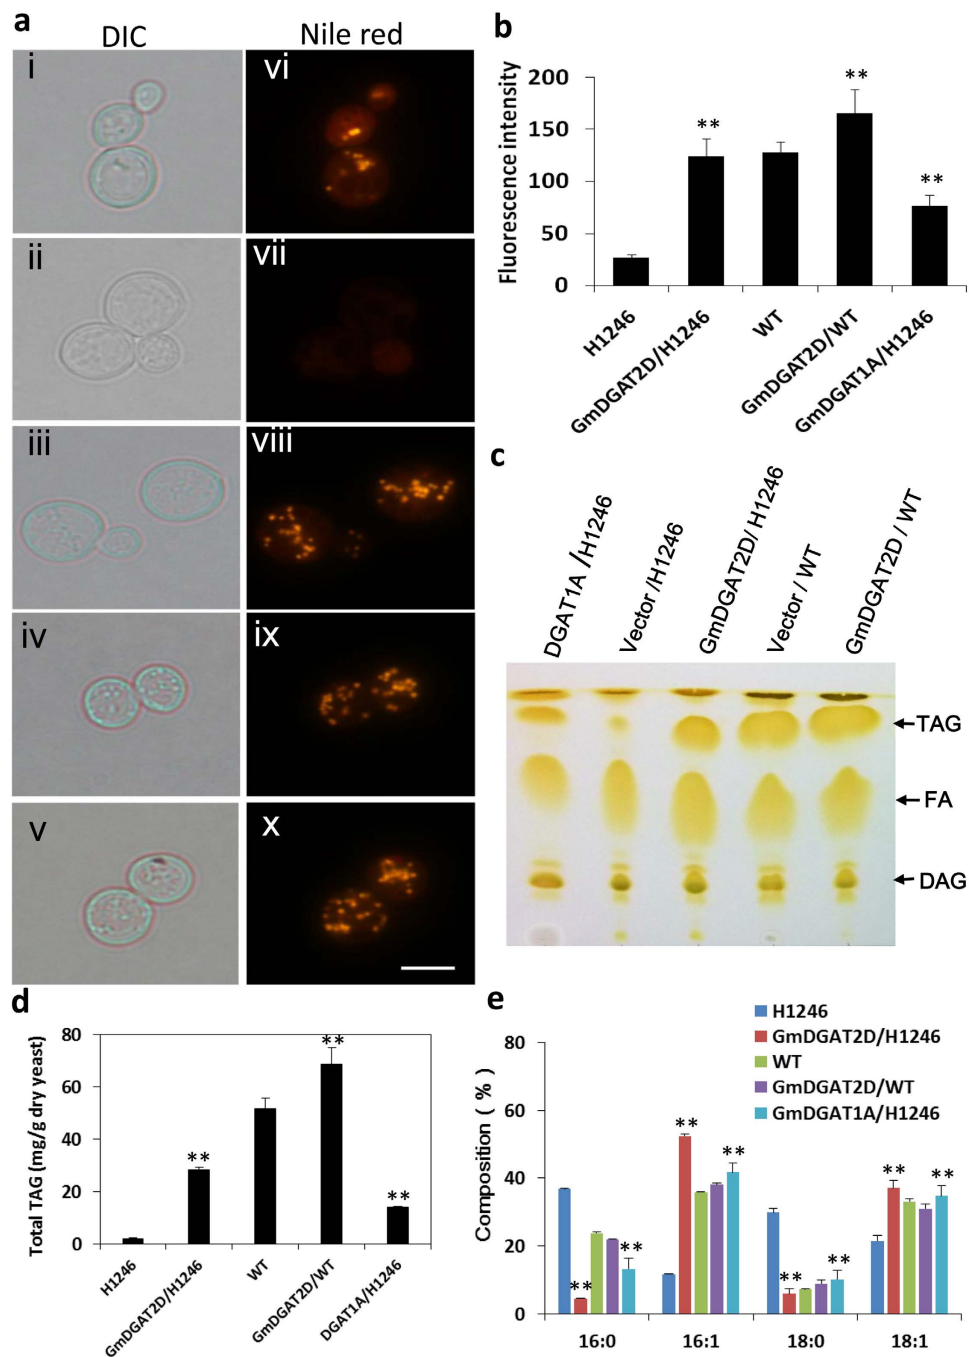 a
DIC
Nile red
i
vi
ii
vii
iii
viii
iv
ix
v
x
b
Fluorescence intensity
200
150
100
50
0
**
**
**
H1246
GmDGAT2D/H1246
WT
GmDGAT2D/WT
GmDGAT1A/H1246
c
DGAT1A /H1246
Vector /H1246
GmDGAT2D/ H1246
Vector / WT
GmDGAT2D / WT
TAG
FA
DAG
d
Total TAG (mg/g dry yeast)
80
60
40
20
0
**
**
**
H1246
GmDGAT2D/H1246
WT
GmDGAT2D/WT
DGAT1A/H1246
e
H1246
GmDGAT2D/H1246
WT
GmDGAT2D/WT
GmDGAT1A/H1246
Composition ( % )
80
60
40
20
0
** ** ** ** ** ** ** **
16:0 16:1 18:0 18:1